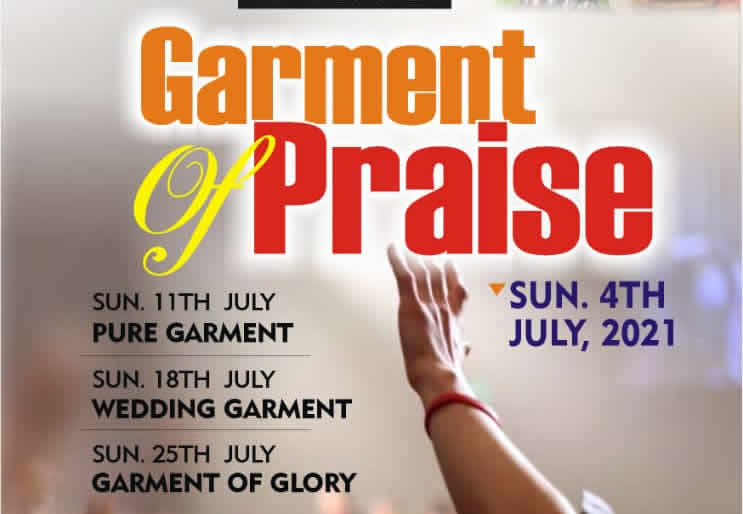 Garment
Of Praise
SUN. 4TH
JULY, 2021
SUN. 11TH JULY
PURE GARMENT
SUN. 18TH JULY
WEDDING GARMENT
SUN. 25TH JULY
GARMENT OF GLORY